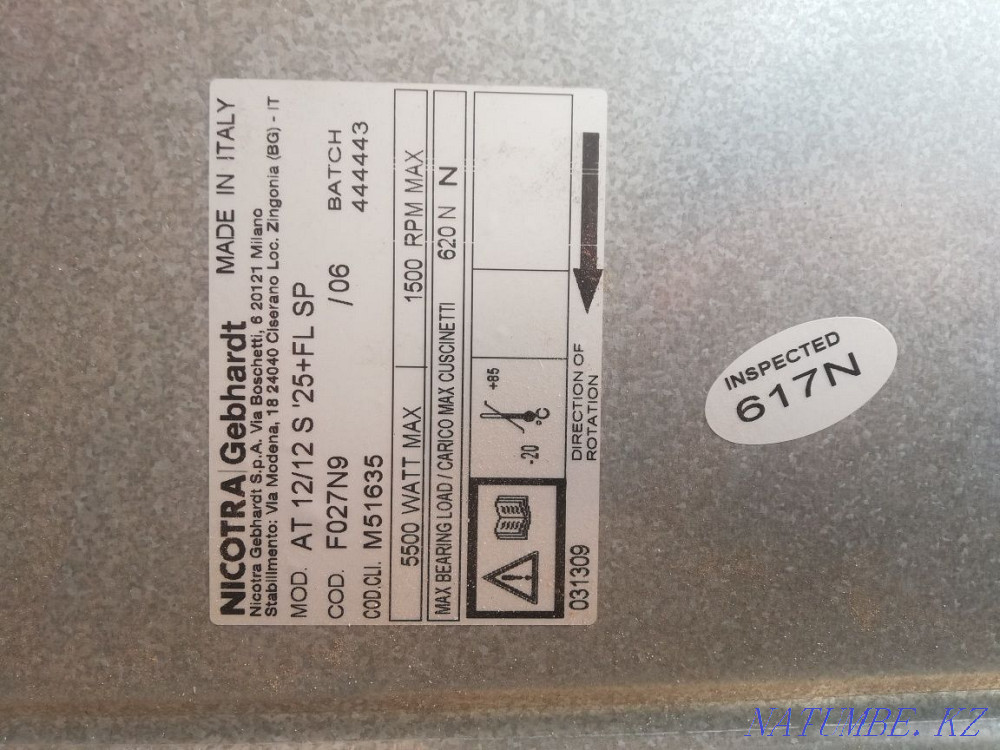 NICOTRA Gebhardt MADE IN ITALY
Nicotra Gebhardt S.p.A. Via Boschetti, 6 20121 Milano
Stabilimento: Via Modena, 18 24040 Ciserano Loc. Zingonia (BG) - IT
MOD. AT 12/12 S '25+FL SP
COD. F027N9 /06 BATCH
COD.CLI. M51635 444443
5500 WATT MAX 1500 RPM MAX
MAX BEARING LOAD / CARICO MAX CUSCINETTI 620 N N
-20 °C +85
031309 DIRECTION OF
ROTATION
INSPECTED
617N
NATUMBE.KZ